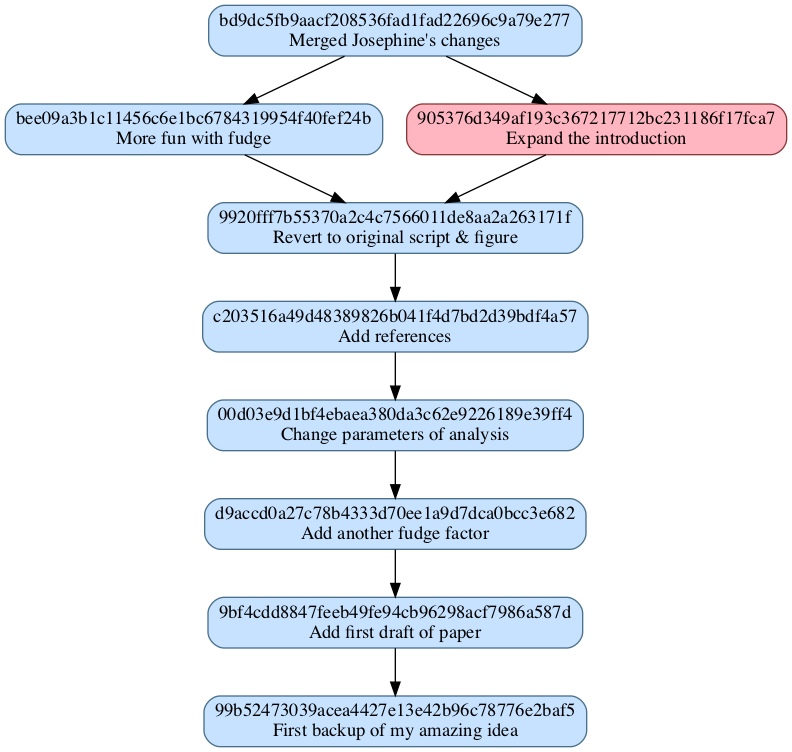 bd9dc5fb9aacf208536fad1fad22696c9a79e277
Merged Josephine's changes
bee09a3b1c11456c6e1bc6784319954f40fef24b
More fun with fudge
905376d349af193c367217712bc231186f17fca7
Expand the introduction
9920fff7b55370a2c4c7566011de8aa2a263171f
Revert to original script & figure
c203516a49d48389826b041f4d7bd2d39bdf4a57
Add references
00d03e9d1bf4ebaea380da3c62e9226189e39ff4
Change parameters of analysis
d9accd0a27c78b4333d70ee1a9d7dca0bcc3e682
Add another fudge factor
9bf4cdd8847feeb49fe94cb96298acf7986a587d
Add first draft of paper
99b52473039acea4427e13e42b96c78776e2baf5
First backup of my amazing idea